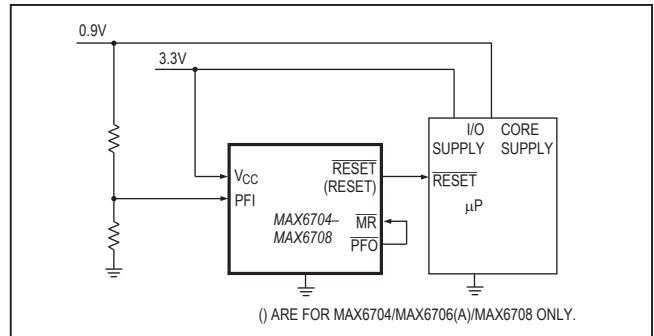 0.9V
3.3V
I/O SUPPLY
CORE SUPPLY
VCC
PFI
RESET
(RESET)
MAX6704–
MAX6708
MR
PFO
RESET
µP
() ARE FOR MAX6704/MAX6706(A)/MAX6708 ONLY.